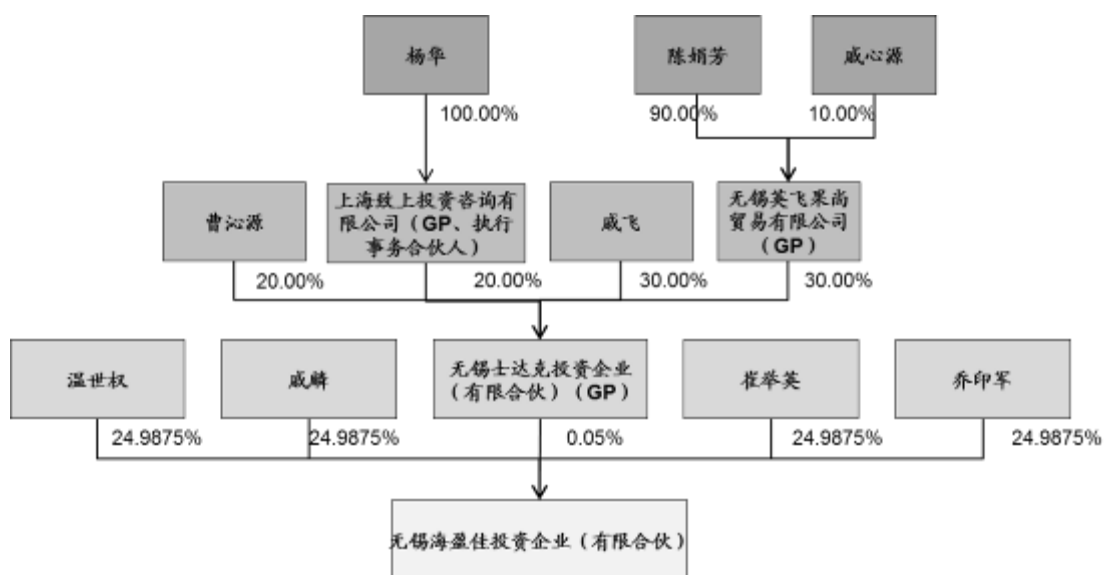 杨华
陈娟芳
戚心源
100.00%
90.00%
10.00%
曹沁源
上海致上投资咨询有
限公司（GP、执行
事务合伙人）
戚飞
无锡英飞果尚
贸易有限公司
（GP）
20.00%
20.00%
30.00%
30.00%
温世权
戚麟
无锡士达克投资企业
（有限合伙）（GP）
崔举英
乔印军
24.9875%
24.9875%
0.05%
24.9875%
24.9875%
无锡海盈佳投资企业（有限合伙）